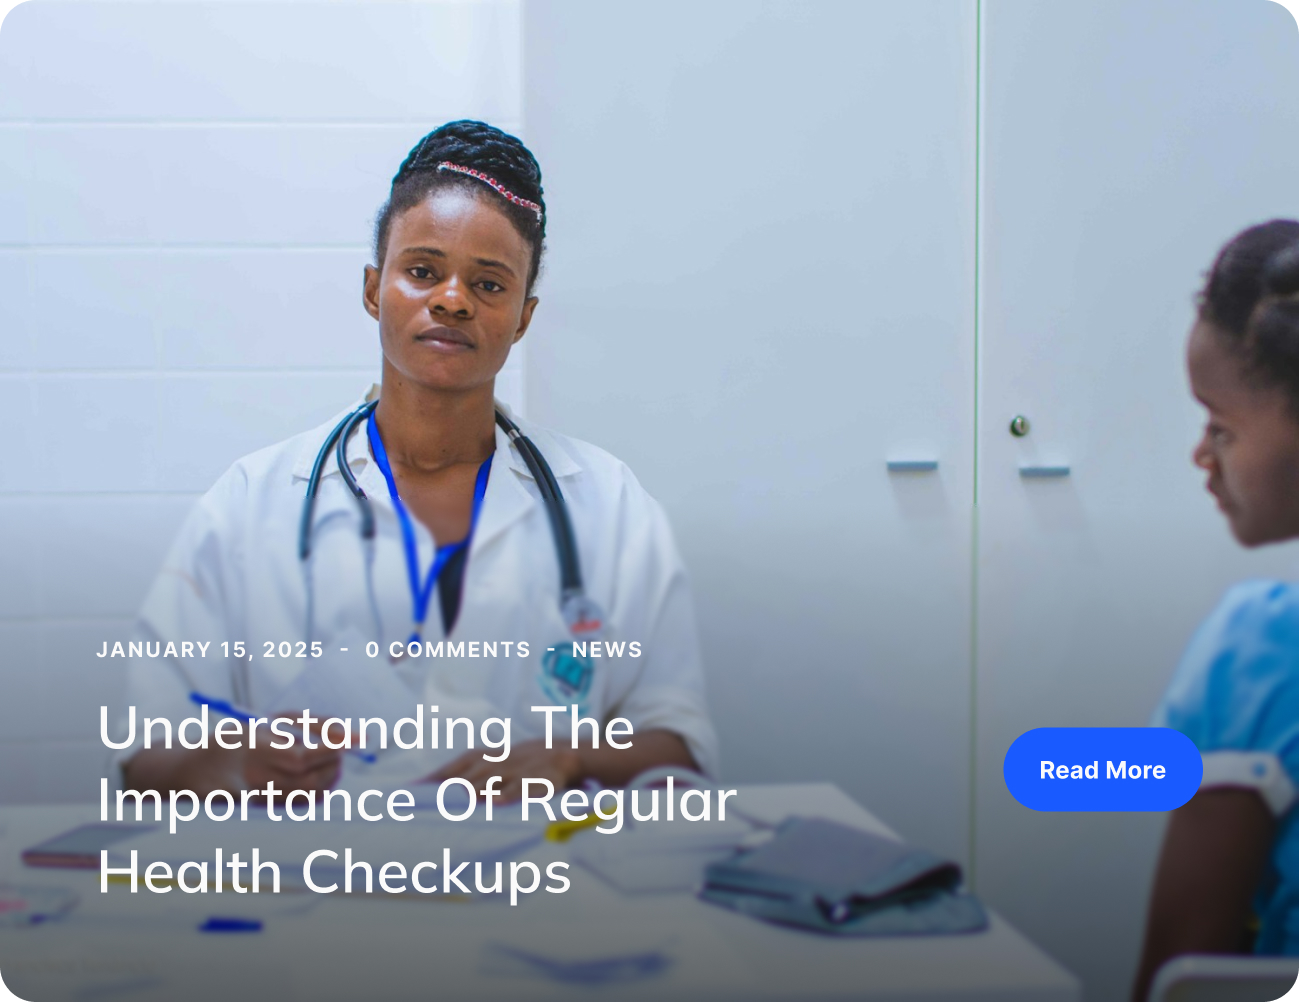 JANUARY 15, 2025 - 0 COMMENTS - NEWS
Understanding The
Importance Of Regular
Health Checkups
Read More